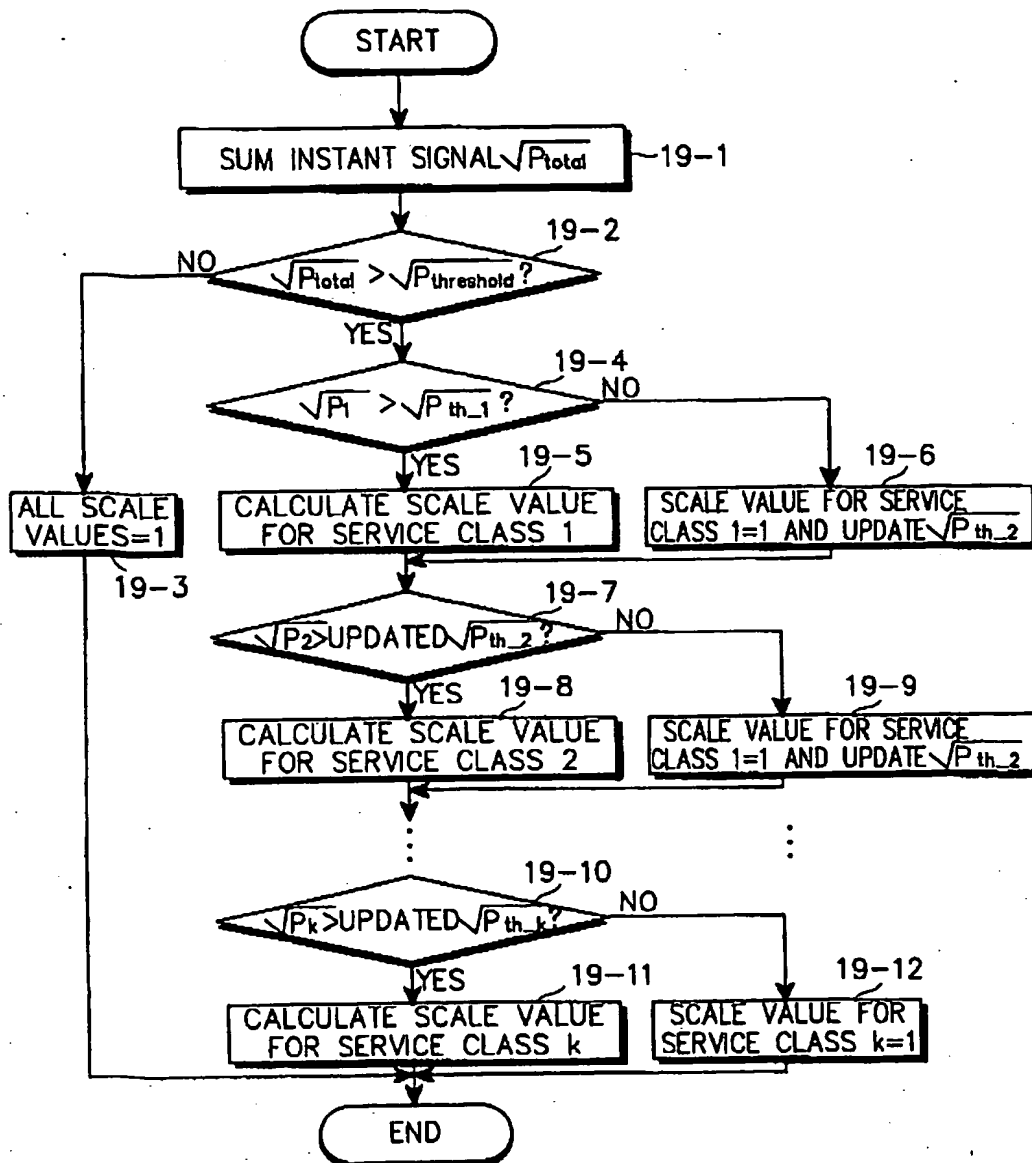 START
SUM INSTANT SIGNAL √Ptotal
19-1
19-2
NO
√Ptotal > √Pthreshold ?
YES
19-4
NO
√P1 > √Pth_1 ?
YES
19-5
19-6
ALL SCALE
VALUES=1
19-3
CALCULATE SCALE VALUE
FOR SERVICE CLASS 1
SCALE VALUE FOR SERVICE
CLASS 1=1 AND UPDATE √Pth_2
19-7
NO
√P2>UPDATED √Pth_2 ?
YES
19-8
19-9
CALCULATE SCALE VALUE
FOR SERVICE CLASS 2
SCALE VALUE FOR SERVICE
CLASS 1=1 AND UPDATE √Pth_2
19-10
NO
√Pk>UPDATED √Pth_k ?
YES
19-11
19-12
CALCULATE SCALE VALUE
FOR SERVICE CLASS k
SCALE VALUE FOR
SERVICE CLASS k=1
END